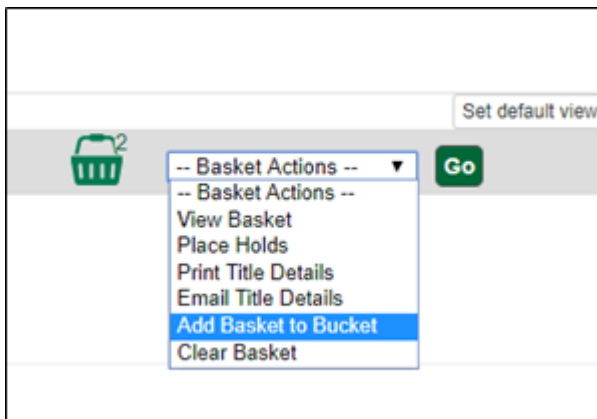 Set default view
2
-- Basket Actions -- ▼ Go
-- Basket Actions --
View Basket
Place Holds
Print Title Details
Email Title Details
Add Basket to Bucket
Clear Basket